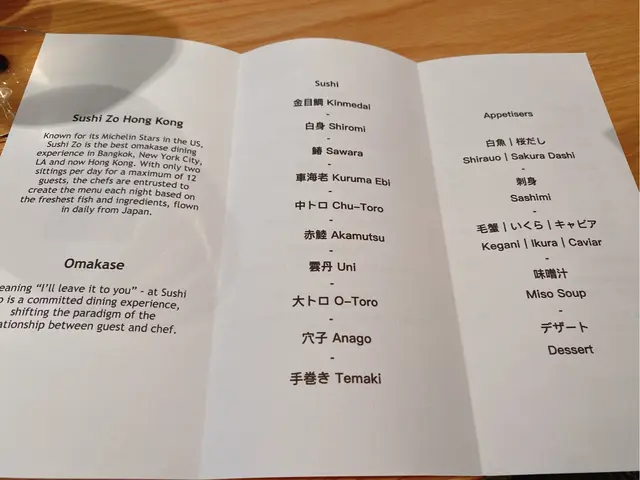 Sushi Zo Hong Kong
Known for its Michelin Stars in the US,
Sushi Zo is the best omakase dining
experience in Bangkok, New York City,
LA and now Hong Kong. With only two
sittings per day for a maximum of 12
guests, the chefs are entrusted to
create the menu each night based on
the freshest fish and ingredients, flown
in daily from Japan.
Omakase
eaning “I’ll leave it to you” - at Sushi
o is a committed dining experience,
shifting the paradigm of the
ationship between guest and chef.
Sushi
金目鯛 Kinmedai
-
白身 Shiromi
-
鰆 Sawara
-
車海老 Kuruma Ebi
-
中トロ Chu-Toro
-
赤鯥 Akamutsu
-
雲丹 Uni
-
大トロ O-Toro
-
穴子 Anago
-
手巻き Temaki
Appetisers
白魚 | 桜だし
Shirauo | Sakura Dashi
-
刺身
Sashimi
-
毛蟹 | いくら | キャビア
Kegani | Ikura | Caviar
-
味噌汁
Miso Soup
-
デザート
Dessert